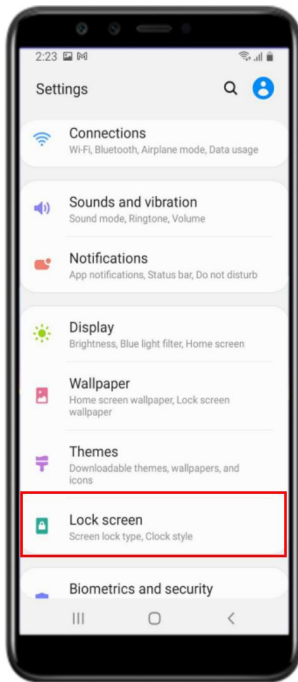 2:23
Settings
Connections
Wi-Fi, Bluetooth, Airplane mode, Data usage
Sounds and vibration
Sound mode, Ringtone, Volume
Notifications
App notifications, Status bar, Do not disturb
Display
Brightness, Blue light filter, Home screen
Wallpaper
Home screen wallpaper, Lock screen
wallpaper
Themes
Downloadable themes, wallpapers, and
icons
Lock screen
Screen lock type, Clock style
Biometrics and security